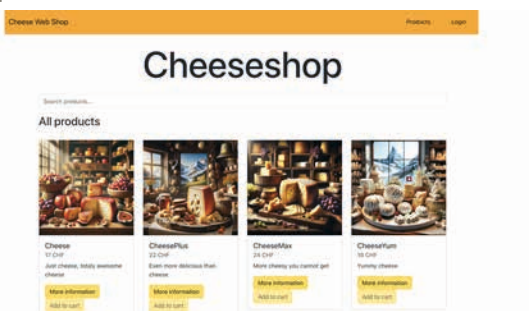 Cheese Web Shop
Products
Login
Cheeseshop
Search products...
All products
Cheese
17 CHF
Just cheese, totaly awesome
cheese
More information
Add to cart
CheesePlus
22 CHF
Even more delicious than
cheese
More information
Add to cart
CheeseMax
24 CHF
More cheesy you cannot get
More information
Add to cart
CheeseYum
18 CHF
Yummy cheese
More information
Add to cart